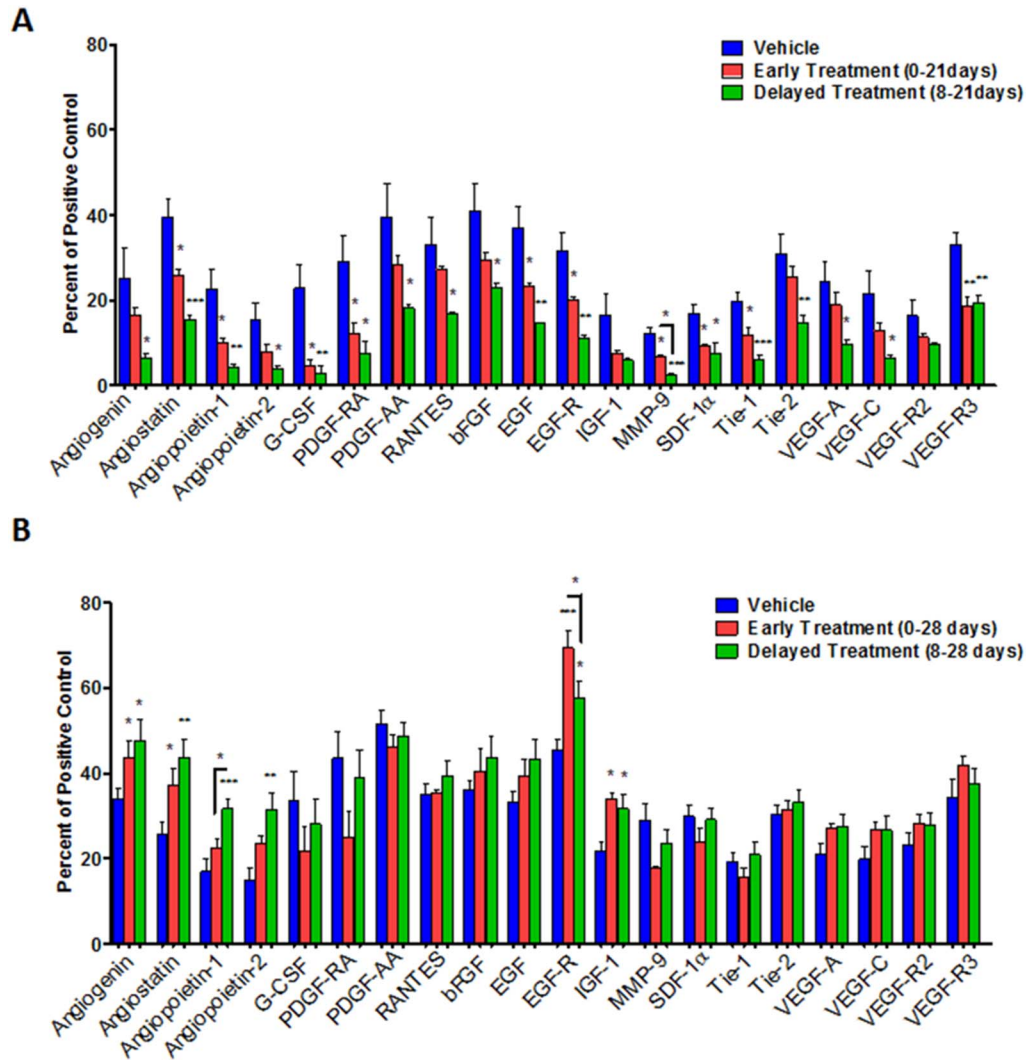 A
Percent of Positive Control
80
60
40
20
0
Vehicle
Early Treatment (0-21days)
Delayed Treatment (8-21days)
* * *** * ** * * ** * * * * * * ** * ** * * *** * * * *** ** * * ** **
Angiogenin
Angiostatin
Angiopoietin-1
Angiopoietin-2
G-CSF
PDGF-RA
PDGF-AA
RANTES
bFGF
EGF
EGF-R
IGF-1
MMP-9
SDF-1α
Tie-1
Tie-2
VEGF-A
VEGF-C
VEGF-R2
VEGF-R3
B
Percent of Positive Control
80
60
40
20
0
Vehicle
Early Treatment (0-28 days)
Delayed Treatment (8-28 days)
* * * ** * *** ** *** * * * *
Angiogenin
Angiostatin
Angiopoietin-1
Angiopoietin-2
G-CSF
PDGF-RA
PDGF-AA
RANTES
bFGF
EGF
EGF-R
IGF-1
MMP-9
SDF-1α
Tie-1
Tie-2
VEGF-A
VEGF-C
VEGF-R2
VEGF-R3